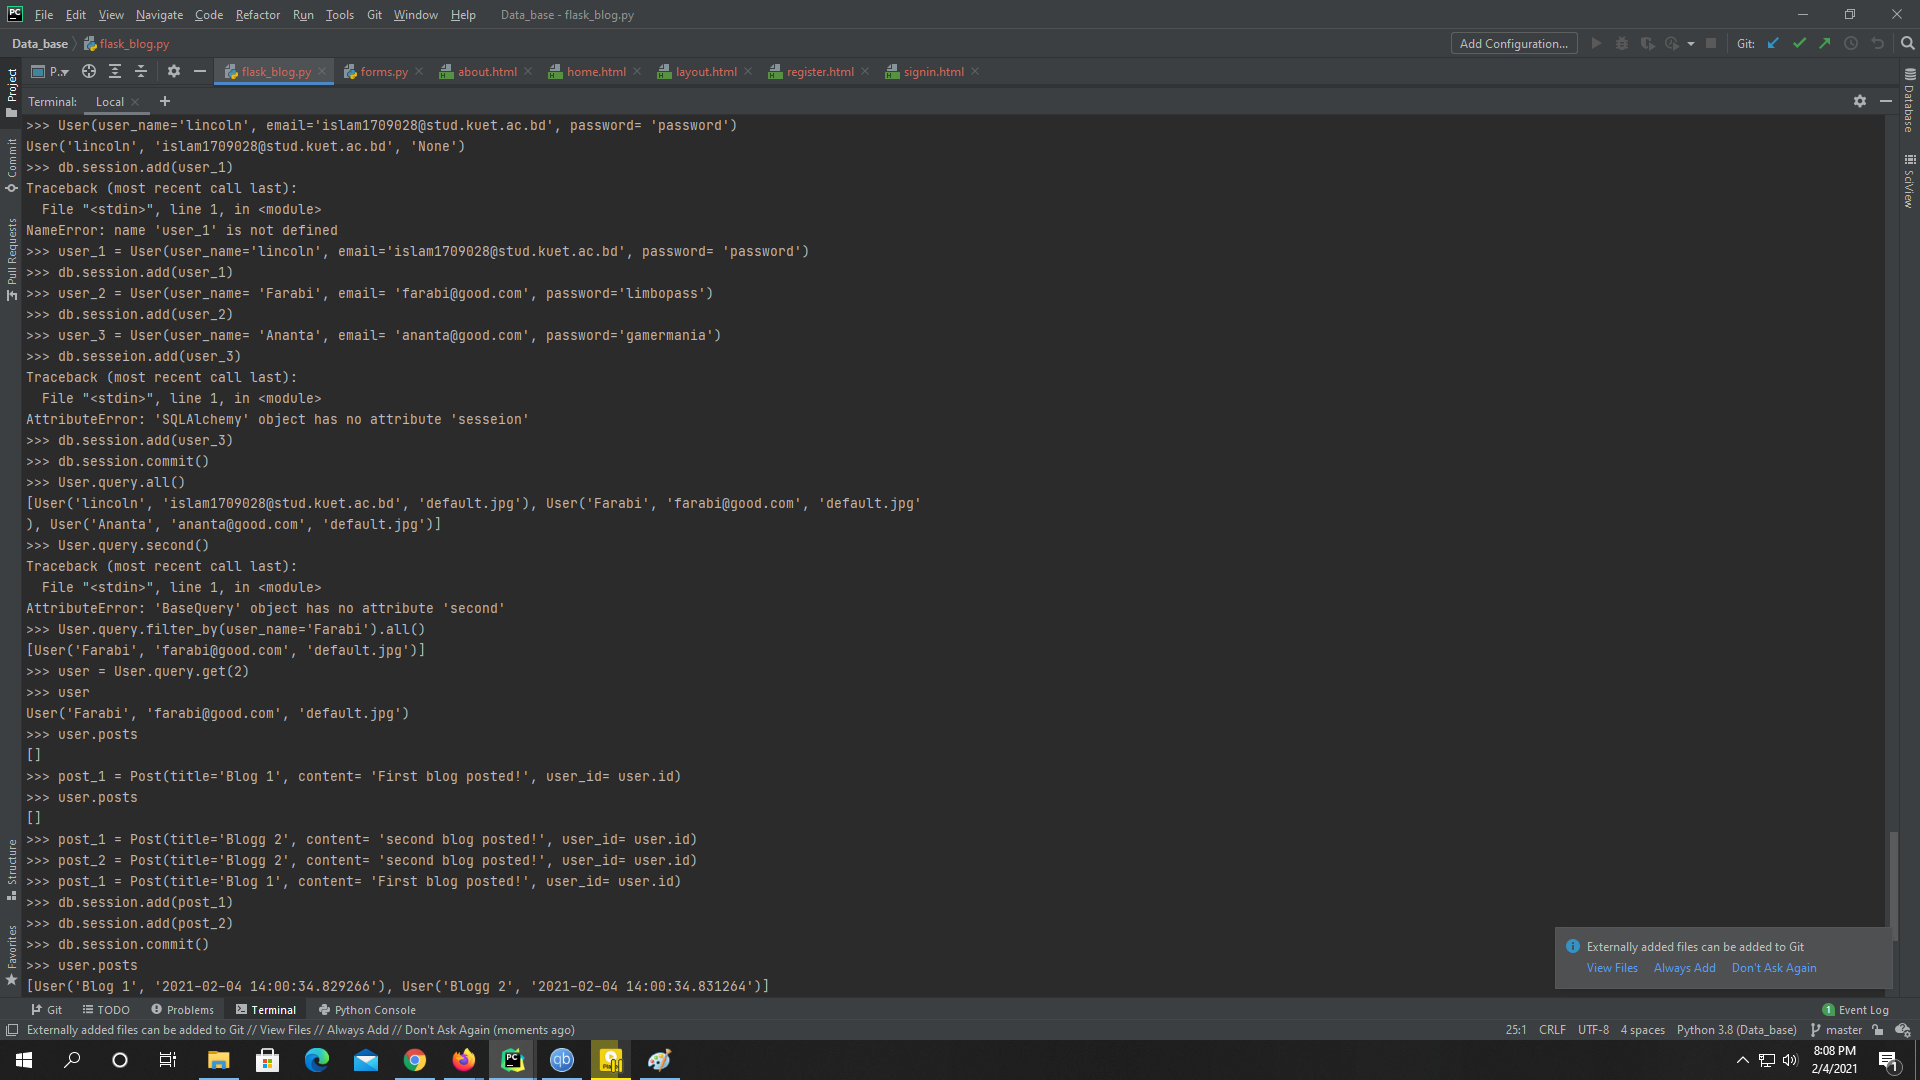 PC File Edit View Navigate Code Refactor Run Tools Git Window Help Data_base - flask_blog.py
Data_base flask_blog.py Add Configuration... Git:
P.. flask_blog.py forms.py about.html home.html layout.html register.html signin.html
Terminal: Local +
>>> User(user_name='lincoln', email='islam1709028@stud.kuet.ac.bd', password= 'password')
User('lincoln', 'islam1709028@stud.kuet.ac.bd', 'None')
>>> db.session.add(user_1)
Traceback (most recent call last):
  File "<stdin>", line 1, in <module>
NameError: name 'user_1' is not defined
>>> user_1 = User(user_name='lincoln', email='islam1709028@stud.kuet.ac.bd', password= 'password')
>>> db.session.add(user_1)
>>> user_2 = User(user_name= 'Farabi', email= 'farabi@good.com', password='limbopass')
>>> db.session.add(user_2)
>>> user_3 = User(user_name= 'Ananta', email= 'ananta@good.com', password='gamermania')
>>> db.sesseion.add(user_3)
Traceback (most recent call last):
  File "<stdin>", line 1, in <module>
AttributeError: 'SQLAlchemy' object has no attribute 'sesseion'
>>> db.session.add(user_3)
>>> db.session.commit()
>>> User.query.all()
[User('lincoln', 'islam1709028@stud.kuet.ac.bd', 'default.jpg'), User('Farabi', 'farabi@good.com', 'default.jpg'
), User('Ananta', 'ananta@good.com', 'default.jpg')]
>>> User.query.second()
Traceback (most recent call last):
  File "<stdin>", line 1, in <module>
AttributeError: 'BaseQuery' object has no attribute 'second'
>>> User.query.filter_by(user_name='Farabi').all()
[User('Farabi', 'farabi@good.com', 'default.jpg')]
>>> user = User.query.get(2)
>>> user
User('Farabi', 'farabi@good.com', 'default.jpg')
>>> user.posts
[]
>>> post_1 = Post(title='Blog 1', content= 'First blog posted!', user_id= user.id)
>>> user.posts
[]
>>> post_1 = Post(title='Blogg 2', content= 'second blog posted!', user_id= user.id)
>>> post_2 = Post(title='Blogg 2', content= 'second blog posted!', user_id= user.id)
>>> post_1 = Post(title='Blog 1', content= 'First blog posted!', user_id= user.id)
>>> db.session.add(post_1)
>>> db.session.add(post_2)
>>> db.session.commit()
>>> user.posts
[User('Blog 1', '2021-02-04 14:00:34.829266'), User('Blogg 2', '2021-02-04 14:00:34.831264')]
Project
Commit
Pull Requests
Structure
Favorites
Database
SciView
Externally added files can be added to Git
View Files Always Add Don't Ask Again
Git TODO Problems Terminal Python Console 1 Event Log
Externally added files can be added to Git // View Files // Always Add // Don't Ask Again (moments ago) 25:1 CRLF UTF-8 4 spaces Python 3.8 (Data_base) master
PC qb 8:08 PM
2/4/2021 1